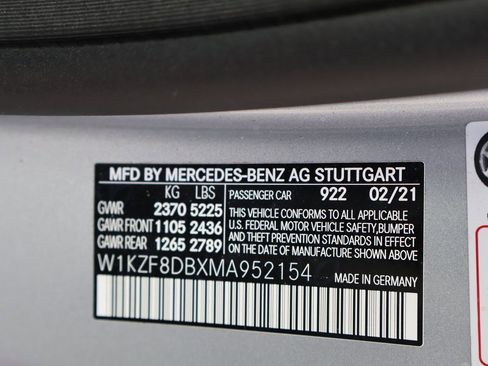 MFD BY MERCEDES-BENZ AG STUTTGART
KG LBS PASSENGER CAR 922 02/21
GVWR 2370 5225 THIS VEHICLE CONFORMS TO ALL APPLICABLE
GAWR FRONT 1105 2436 U.S. FEDERAL MOTOR VEHICLE SAFETY,BUMPER
AND THEFT PREVENTION STANDARDS IN EFFECT
GAWR REAR 1265 2789 ON THE DATE OF MANUFACTURE SHOWN ABOVE.
W1KZF8DBXMA952154 MADE IN GERMANY